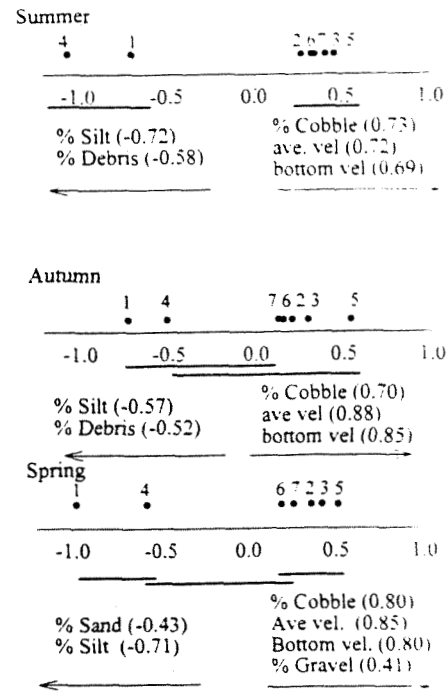 Summer
4 1 2 6 7 3 5
-1.0 -0.5 0.0 0.5 1.0
% Silt (-0.72) % Cobble (0.73)
% Debris (-0.58) ave. vel (0.72)
bottom vel (0.69)
Autumn
1 4 7 6 2 3 5
-1.0 -0.5 0.0 0.5 1.0
% Silt (-0.57) % Cobble (0.70)
% Debris (-0.52) ave vel (0.88)
bottom vel (0.85)
Spring
1 4 6 7 2 3 5
-1.0 -0.5 0.0 0.5 1.0
% Cobble (0.80)
% Sand (-0.43) Ave vel. (0.85)
% Silt (-0.71) Bottom vel. (0.80)
% Gravel (0.41)